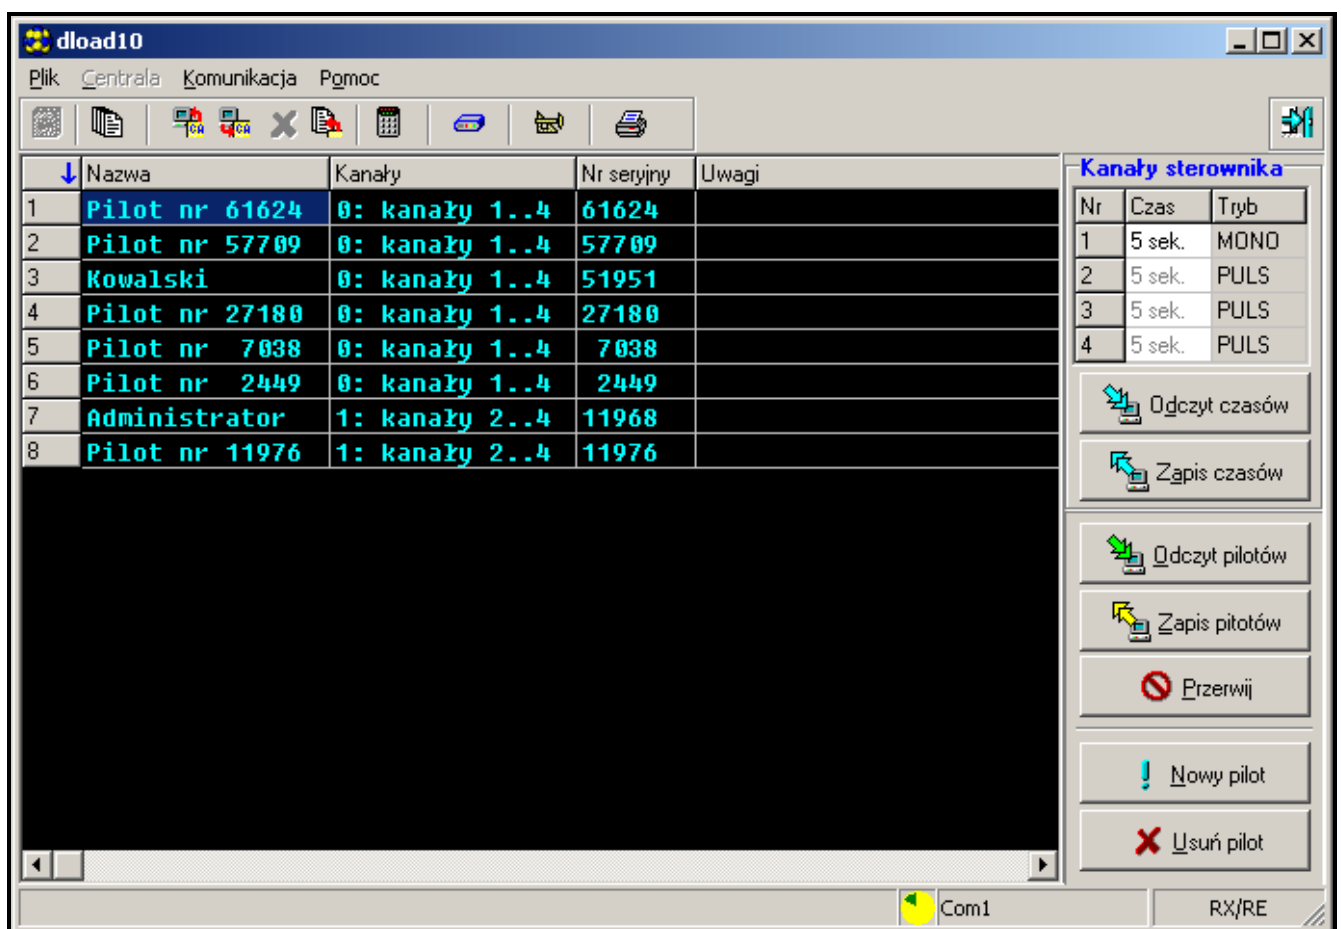 dload10
Plik Centrala Komunikacja Pomoc
Nazwa Kanały Nr seryjny Uwagi
1 Pilot nr 61624 0: kanały 1..4 61624
2 Pilot nr 57709 0: kanały 1..4 57709
3 Kowalski 0: kanały 1..4 51951
4 Pilot nr 27180 0: kanały 1..4 27180
5 Pilot nr 7038 0: kanały 1..4 7038
6 Pilot nr 2449 0: kanały 1..4 2449
7 Administrator 1: kanały 2..4 11968
8 Pilot nr 11976 1: kanały 2..4 11976
Kanały sterownika
Nr Czas Tryb
1 5 sek. MONO
2 5 sek. PULS
3 5 sek. PULS
4 5 sek. PULS
Odczyt czasów
Zapis czasów
Odczyt pilotów
Zapis pitotów
Przerwij
Nowy pilot
Usuń pilot
Com1 RX/RE